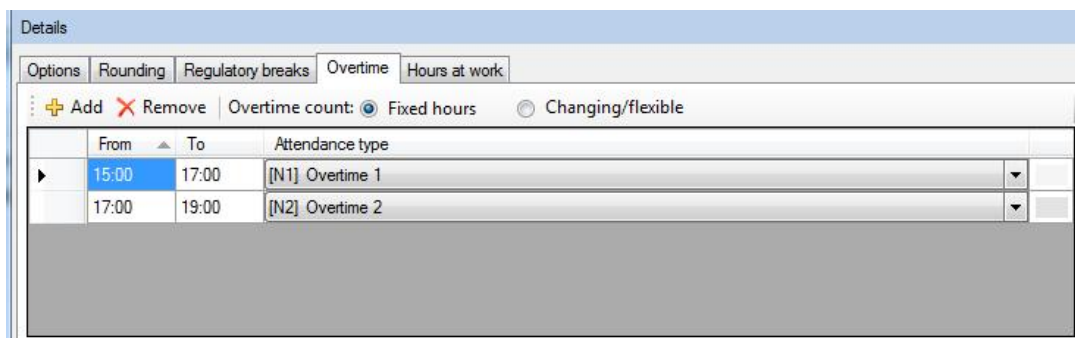 Details
Options Rounding Regulatory breaks Overtime Hours at work
Add Remove Overtime count: Fixed hours Changing/flexible
From To Attendance type
15:00 17:00 [N1] Overtime 1
17:00 19:00 [N2] Overtime 2